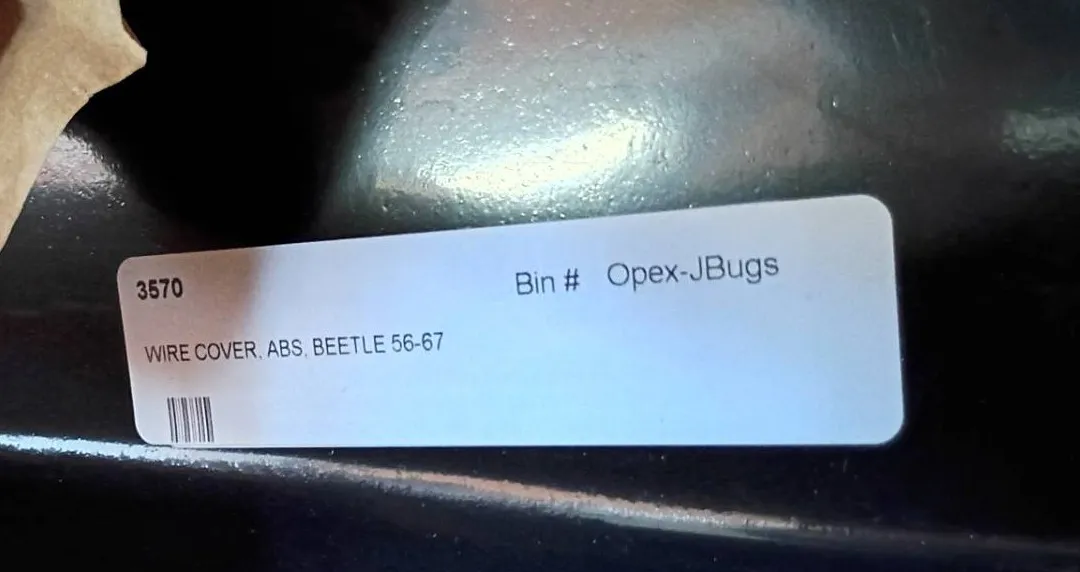 3570 Bin # Opex-JBugs
WIRE COVER, ABS, BEETLE 56-67